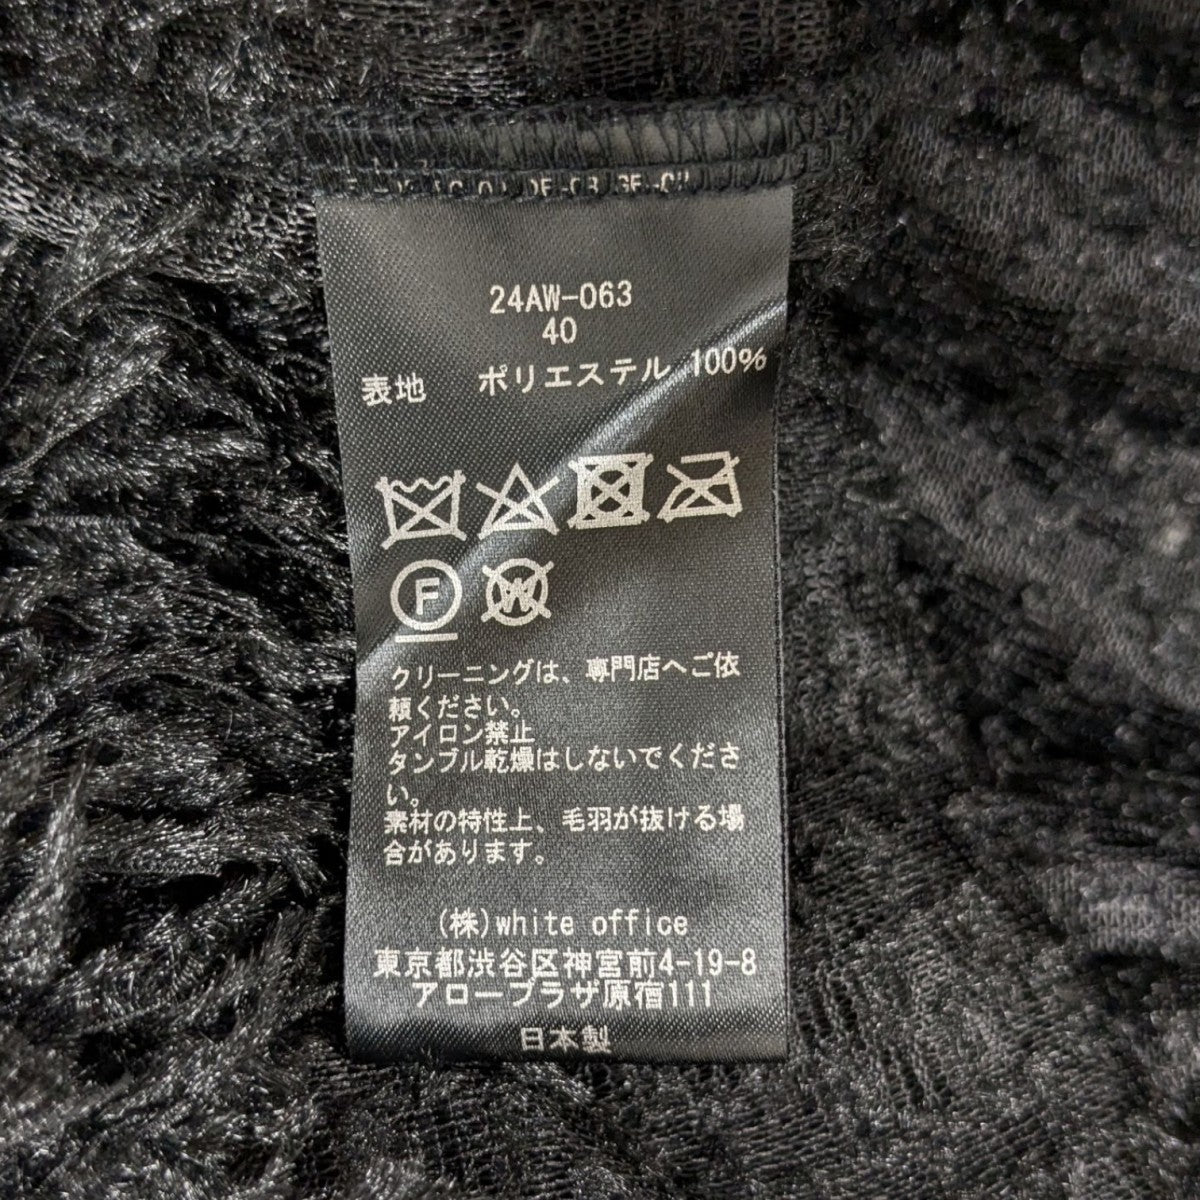 24AW-063
40
表地 ポリエステル 100%
F
W
クリーニングは、専門店へご依
頼ください。
アイロン禁止
タンブル乾燥はしないでくださ
い。
素材の特性上、毛羽が抜ける場
合があります。
(株)white office
東京都渋谷区神宮前4-19-8
アロープラザ原宿111
日本製